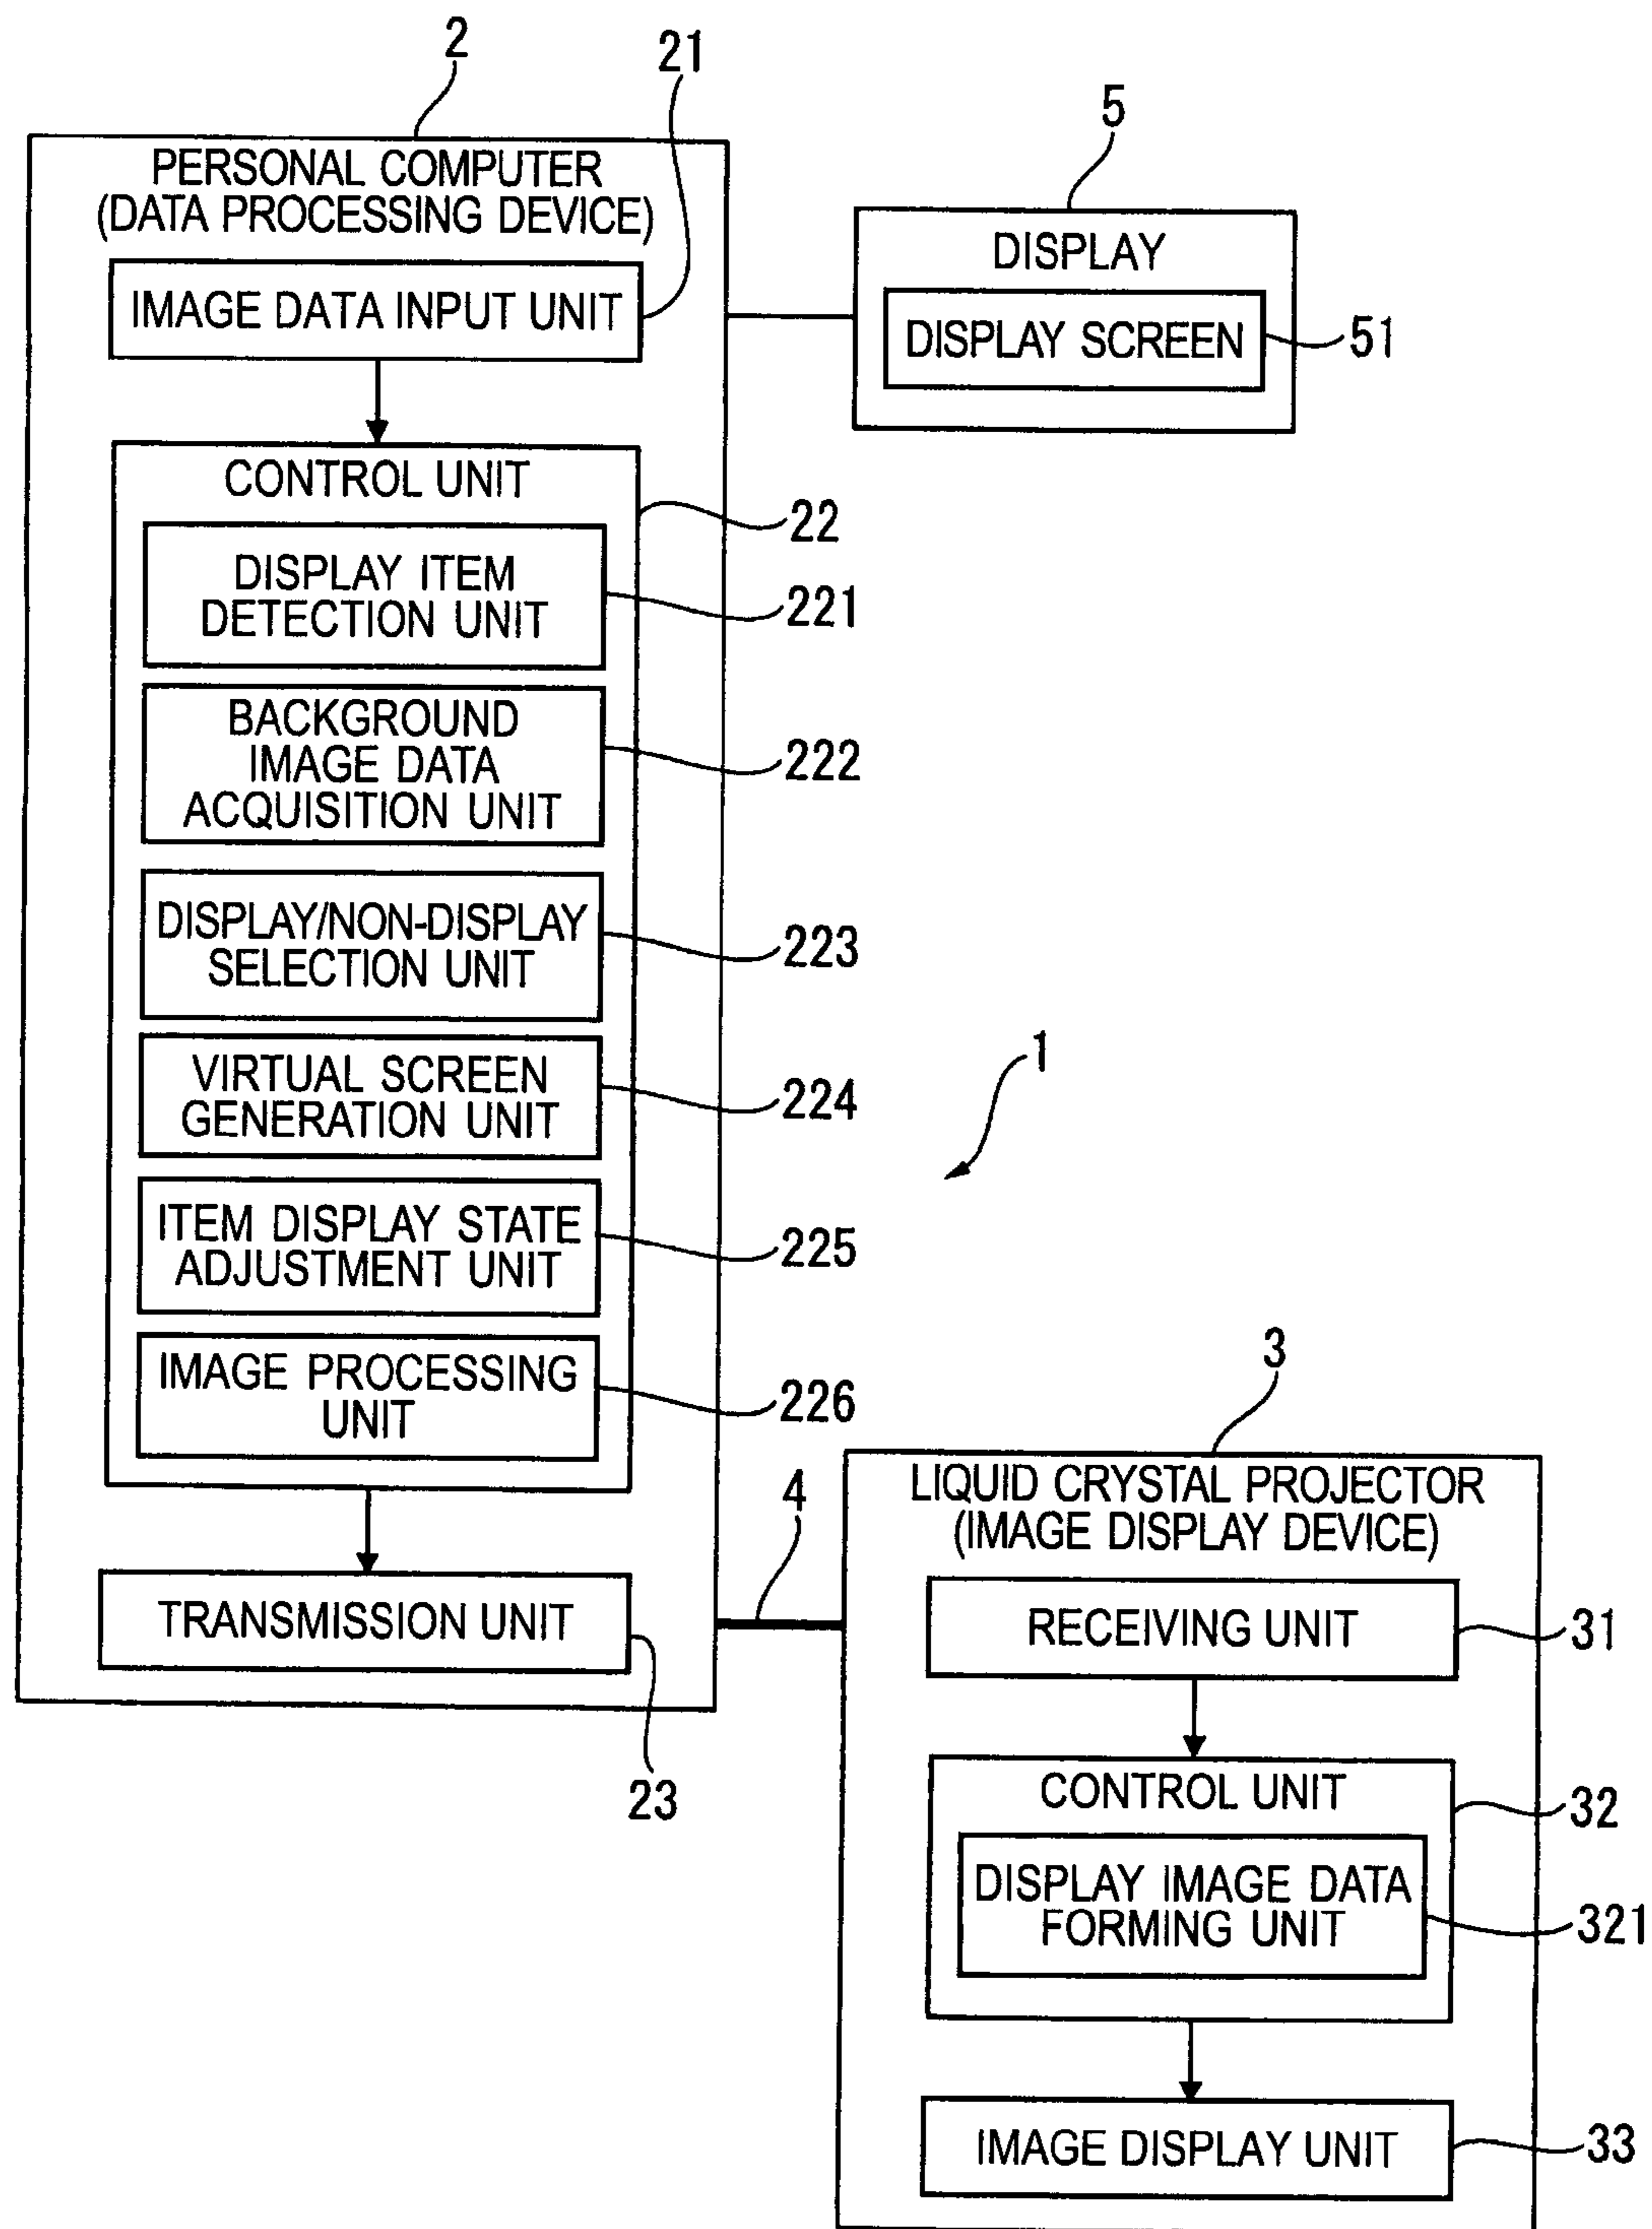 2
21
PERSONAL COMPUTER
(DATA PROCESSING DEVICE)
IMAGE DATA INPUT UNIT
5
DISPLAY
DISPLAY SCREEN
51
CONTROL UNIT
22
DISPLAY ITEM
DETECTION UNIT
221
BACKGROUND
IMAGE DATA
ACQUISITION UNIT
222
DISPLAY/NON-DISPLAY
SELECTION UNIT
223
VIRTUAL SCREEN
GENERATION UNIT
224
ITEM DISPLAY STATE
ADJUSTMENT UNIT
225
IMAGE PROCESSING
UNIT
226
TRANSMISSION UNIT
23
1
4
3
LIQUID CRYSTAL PROJECTOR
(IMAGE DISPLAY DEVICE)
RECEIVING UNIT
31
CONTROL UNIT
32
DISPLAY IMAGE DATA
FORMING UNIT
321
IMAGE DISPLAY UNIT
33